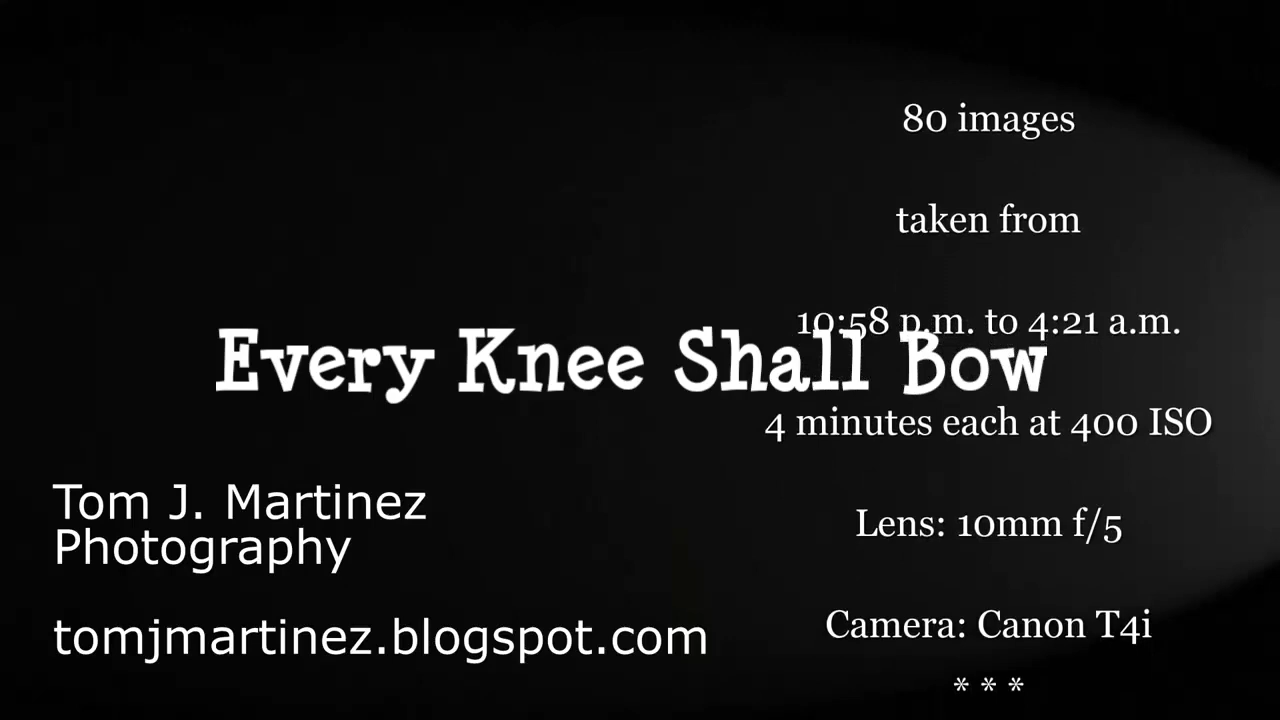 80 images
taken from
10:58 p.m. to 4:21 a.m.
Every Knee Shall Bow
4 minutes each at 400 ISO
Tom J. Martinez
Photography
Lens: 10mm f/5
Camera: Canon T4i
tomjmartinez.blogspot.com
* * *